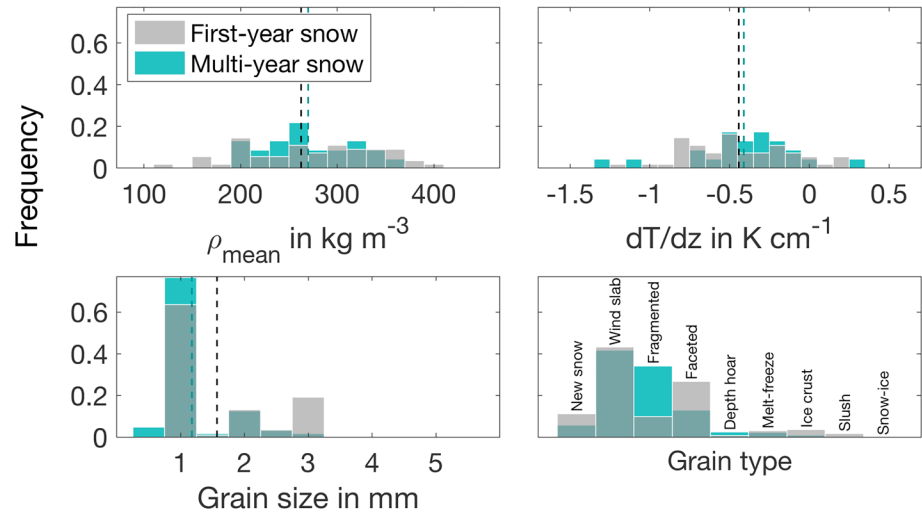 First-year snow
Multi-year snow
Frequency
0.6
0.4
0.2
0
100
200
300
400
ρmean in kg m-3
-1.5
-1
-0.5
0
0.5
dT/dz in K cm-1
0.6
0.4
0.2
0
1
2
3
4
5
Grain size in mm
New snow
Wind slab
Fragmented
Faceted
Depth hoar
Melt-freeze
Ice crust
Slush
Snow-ice
Grain type